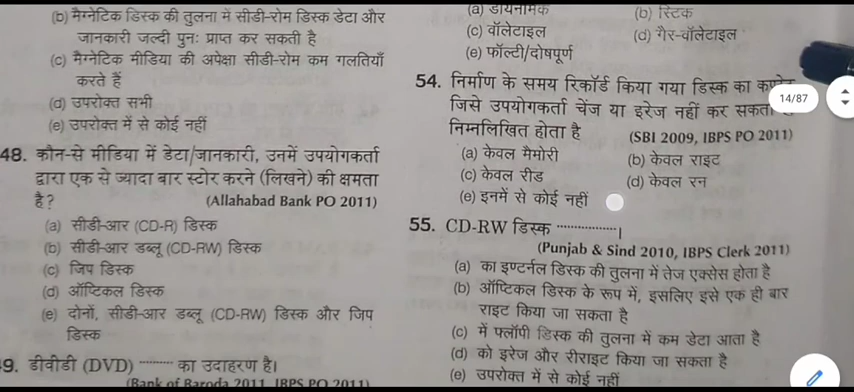 (b) मैग्नेटिक डिस्क की तुलना में सीडी-रोम डिस्क डेटा और
जानकारी जल्दी पुनः प्राप्त कर सकती है
(c) मैग्नेटिक मीडिया की अपेक्षा सीडी-रोम कम गलतियाँ
करते हैं
(d) उपरोक्त सभी
(e) उपरोक्त में से कोई नहीं
48. कौन-से मीडिया में डेटा/जानकारी, उनमें उपयोगकर्ता
द्वारा एक से ज्यादा बार स्टोर करने (लिखने) की क्षमता
है? (Allahabad Bank PO 2011)
(a) सीडी-आर (CD-R) डिस्क
(b) सीडी-आर डब्लू (CD-RW) डिस्क
(c) जिप डिस्क
(d) ऑप्टिकल डिस्क
(e) दोनों, सीडी-आर डब्लू (CD-RW) डिस्क और जिप
डिस्क
9. डीवीडी (DVD) ········· का उदाहरण है।
(Bank of Baroda 2011, IBPS PO 2011)
(a) डायनामिक (b) स्टिक
(c) वॉलेटाइल (d) गैर-वॉलेटाइल
(e) फॉल्टी/दोषपूर्ण
54. निर्माण के समय रिकॉर्ड किया गया डिस्क का
14/87
जिसे उपयोगकर्ता चेंज या इरेज नहीं कर सकता
निम्नलिखित होता है (SBI 2009, IBPS PO 2011)
(a) केवल मैमोरी (b) केवल राइट
(c) केवल रीड (d) केवल रन
(e) इनमें से कोई नहीं
55. CD-RW डिस्क ·················।
(Punjab & Sind 2010, IBPS Clerk 2011)
(a) का इण्टर्नल डिस्क की तुलना में तेज एक्सेस होता है
(b) ऑप्टिकल डिस्क के रूप में, इसलिए इसे एक ही बार
राइट किया जा सकता है
(c) में फ्लॉपी डिस्क की तुलना में कम डेटा आता है
(d) को इरेज और रीराइट किया जा सकता है
(e) उपरोक्त में से कोई नहीं